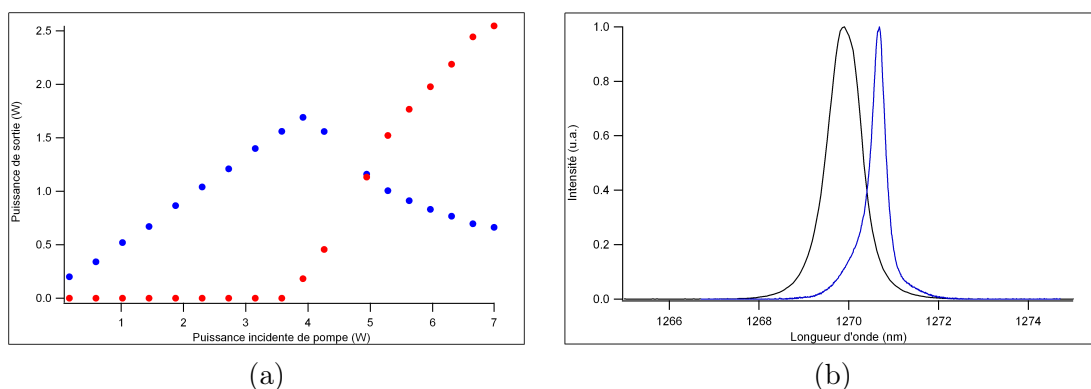 2.5
2.0
1.5
1.0
0.5
0.0
Puissance de sortie (W)
1 2 3 4 5 6 7
Puissance incidente de pompe (W)
(a)
1.0
0.8
0.6
0.4
0.2
0.0
Intensité (u.a.)
1266 1268 1270 1272 1274
Longueur d'onde (nm)
(b)